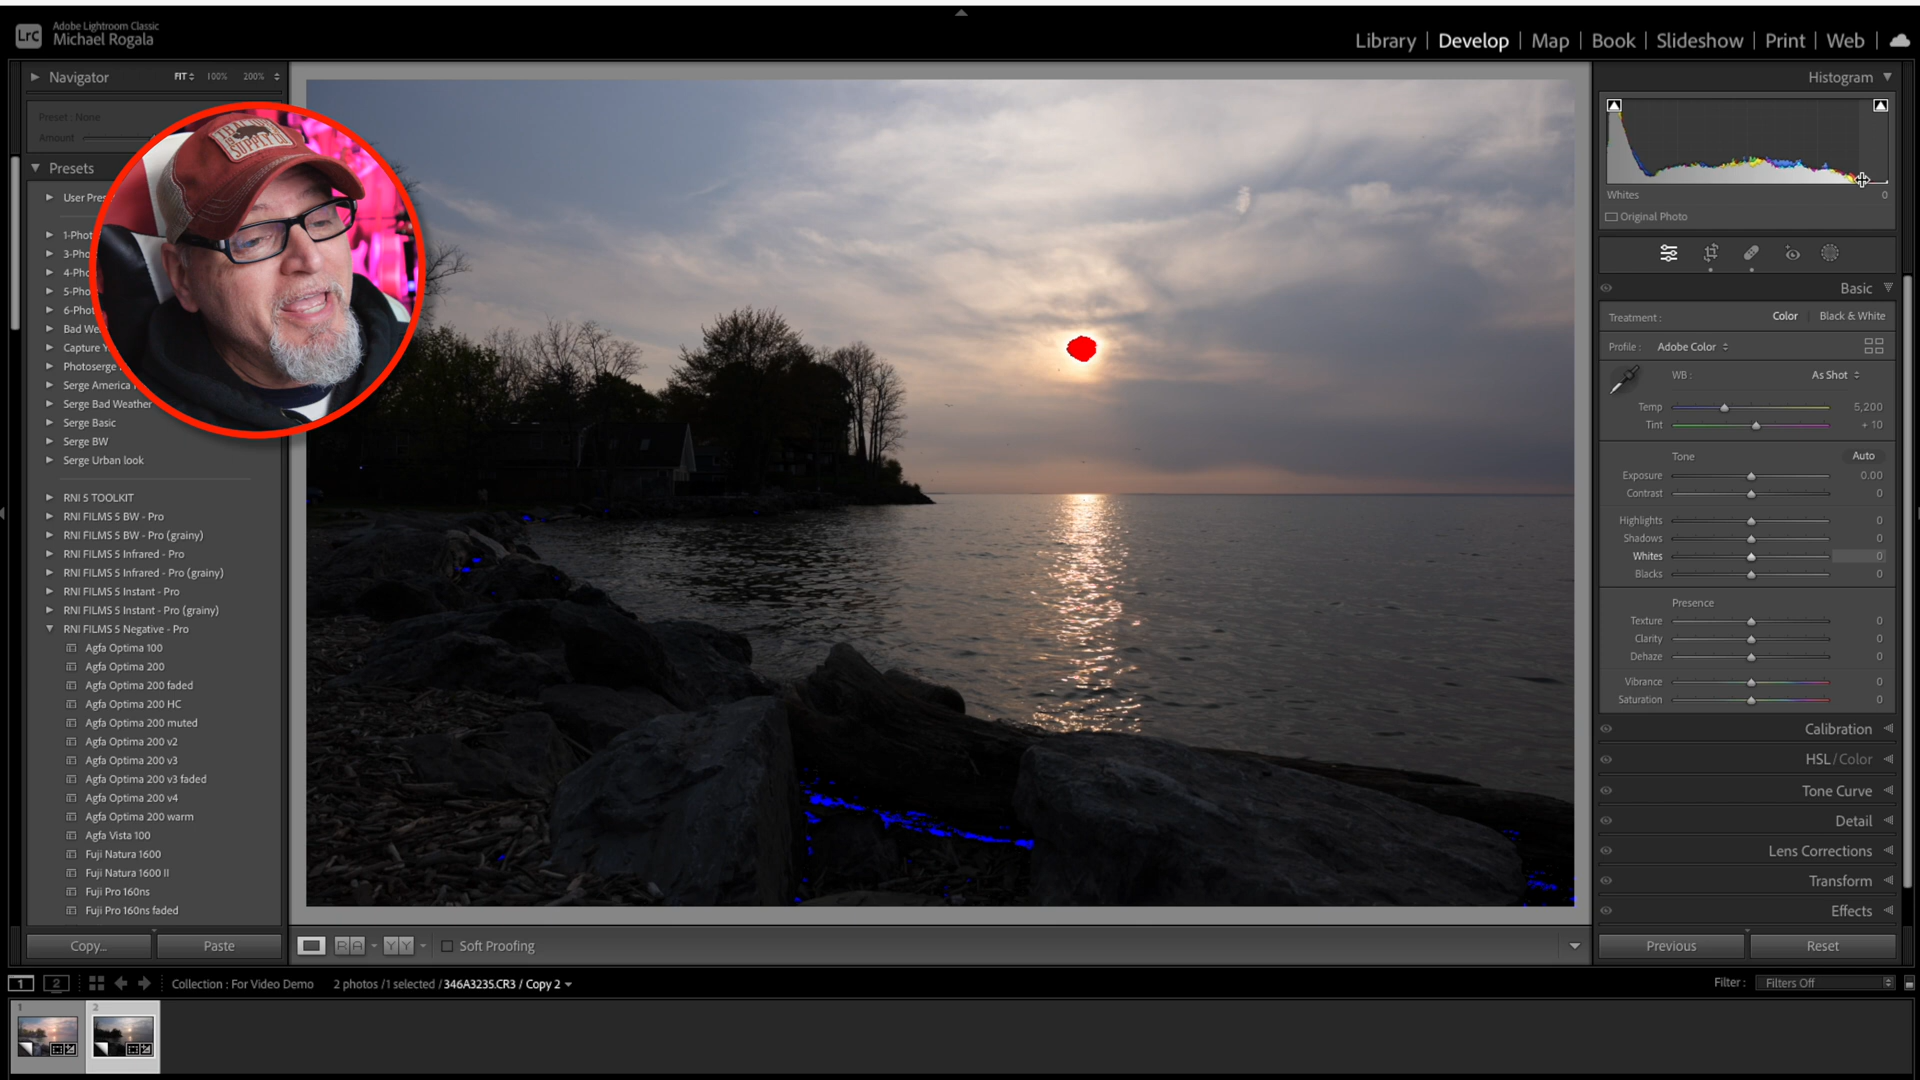 LrC
Adobe Lightroom Classic
Michael Rogala
Library | Develop | Map | Book | Slideshow | Print | Web
Navigator
FIT
100%
200%
Preset : None
Amount
Presets
1-Phot
3-Pho
4-Pho
5-Pho
6-Phot
Bad We
Capture Y
Photoserge
Serge America
Serge Bad Weather
Serge Basic
Serge BW
Serge Urban look
RNI 5 TOOLKIT
RNI FILMS 5 BW - Pro
RNI FILMS 5 BW - Pro (grainy)
RNI FILMS 5 Infrared - Pro
RNI FILMS 5 Infrared - Pro (grainy)
RNI FILMS 5 Instant - Pro
RNI FILMS 5 Instant - Pro (grainy)
RNI FILMS 5 Negative - Pro
Agfa Optima 100
Agfa Optima 200
Agfa Optima 200 faded
Agfa Optima 200 HC
Agfa Optima 200 muted
Agfa Optima 200 v2
Agfa Optima 200 v3
Agfa Optima 200 v3 faded
Agfa Optima 200 v4
Agfa Optima 200 warm
Agfa Vista 100
Fuji Natura 1600
Fuji Natura 1600 II
Fuji Pro 160ns
Fuji Pro 160ns faded
Copy...
Paste
SUPPLY
Soft Proofing
Histogram
Whites 0
Original Photo
Basic
Treatment : Color | Black & White
Profile : Adobe Color
WB : As Shot
Temp 5,200
Tint + 10
Tone Auto
Exposure 0.00
Contrast 0
Highlights 0
Shadows 0
Whites 0
Blacks 0
Presence
Texture 0
Clarity 0
Dehaze 0
Vibrance 0
Saturation 0
Calibration
HSL / Color
Tone Curve
Detail
Lens Corrections
Transform
Effects
Previous
Reset
1
2
Collection : For Video Demo
2 photos /1 selected /346A3235.CR3 / Copy 2
Filter : Filters Off
1
2